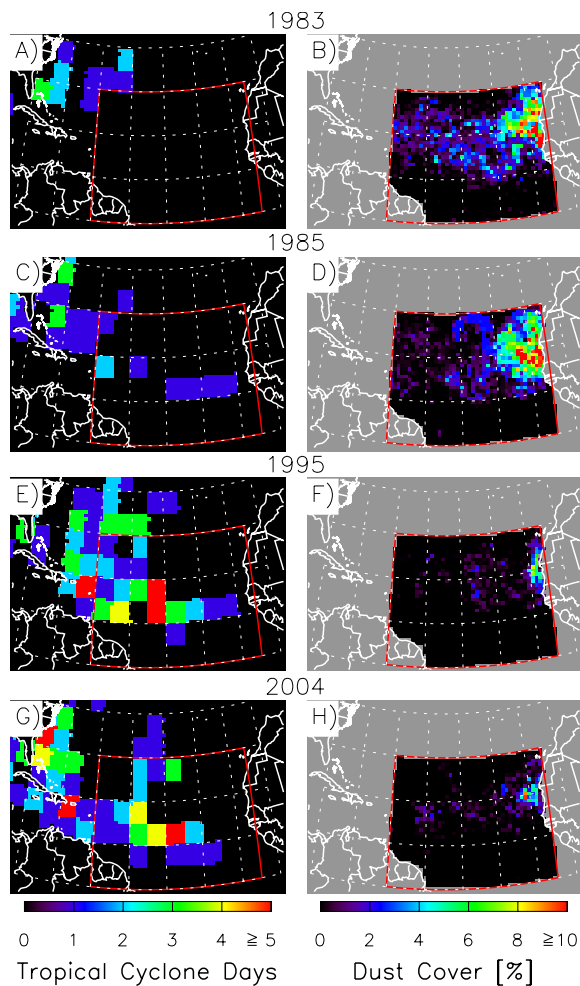 1983
A) B)
1985
C) D)
1995
E) F)
2004
G) H)
0 1 2 3 4 ≥ 5 0 2 4 6 8 ≥10
Tropical Cyclone Days Dust Cover [%]